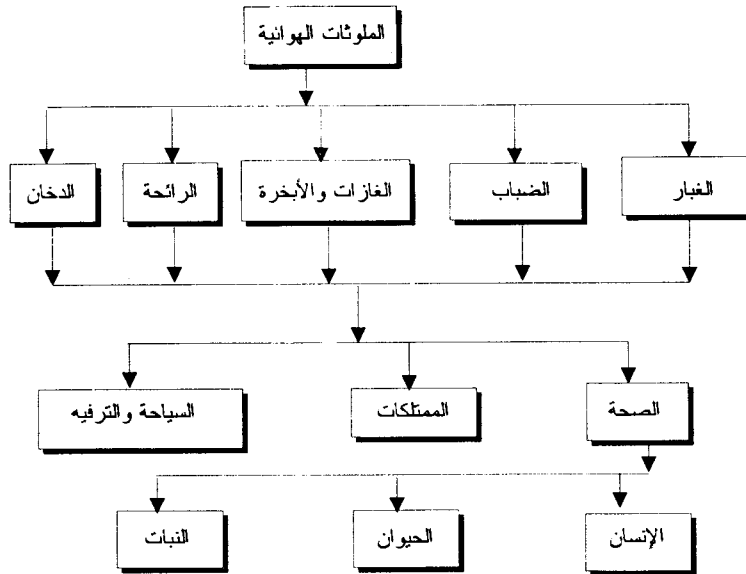 الملوثات الهوائية
الغبار
الضباب
الغازات والأبخرة
الرائحة
الدخان
الصحة
الممتلكات
السياحة والترفيه
الإنسان
الحيوان
النبات